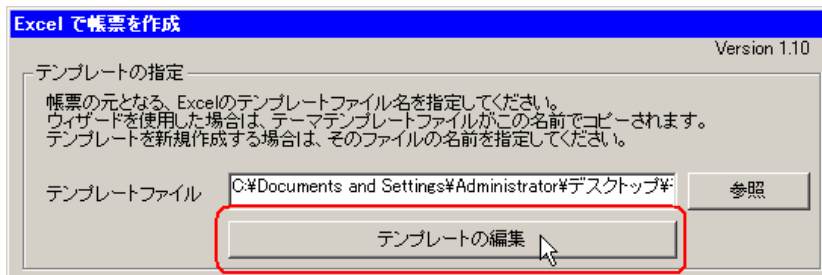 Excel で帳票を作成
Version 1.10
テンプレートの指定
帳票の元となる、Excelのテンプレートファイル名を指定してください。
ウィザードを使用した場合は、テーマテンプレートファイルがこの名前でコピーされます。
テンプレートを新規作成する場合は、そのファイルの名前を指定してください。
テンプレートファイル C:¥Documents and Settings¥Administrator¥デスクトップ¥ 参照
テンプレートの編集